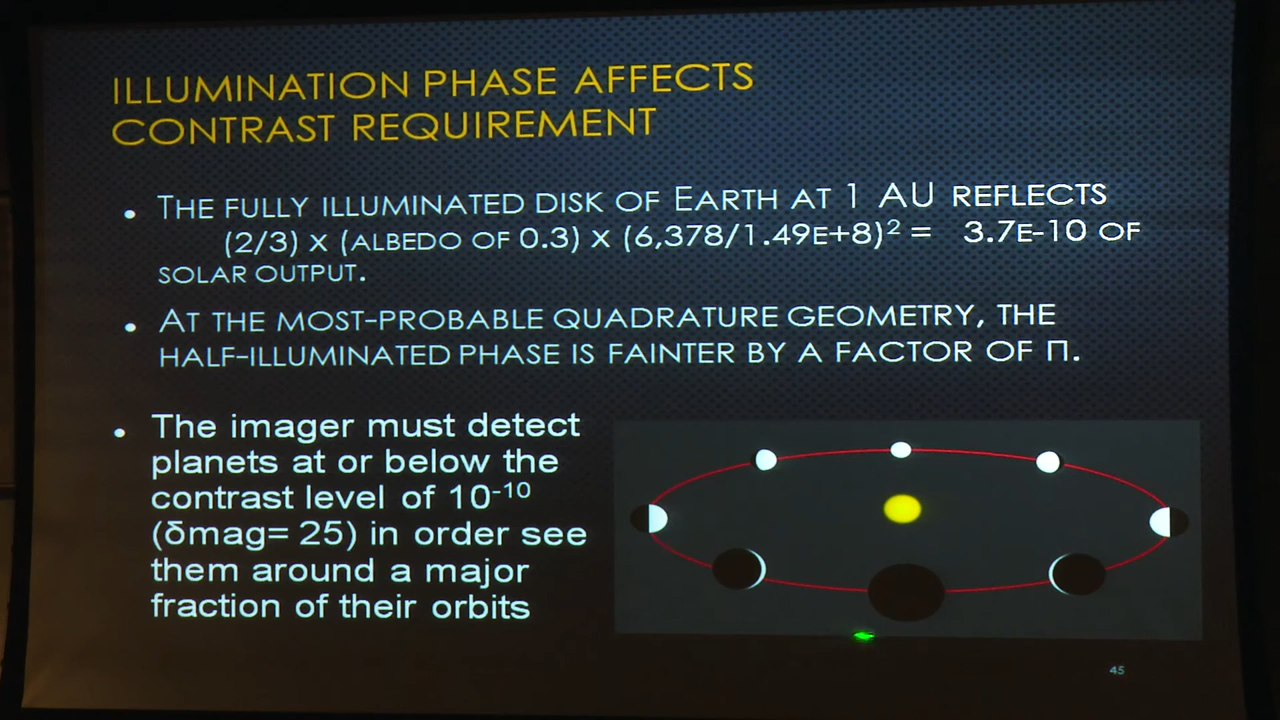 ILLUMINATION PHASE AFFECTS
CONTRAST REQUIREMENT
• THE FULLY ILLUMINATED DISK OF EARTH AT 1 AU REFLECTS
(2/3) X (ALBEDO OF 0.3) X (6,378/1.49E+8)² = 3.7E-10 OF
SOLAR OUTPUT.
• AT THE MOST-PROBABLE QUADRATURE GEOMETRY, THE
HALF-ILLUMINATED PHASE IS FAINTER BY A FACTOR OF Π.
• The imager must detect
planets at or below the
contrast level of 10⁻¹⁰
(δmag= 25) in order see
them around a major
fraction of their orbits
45